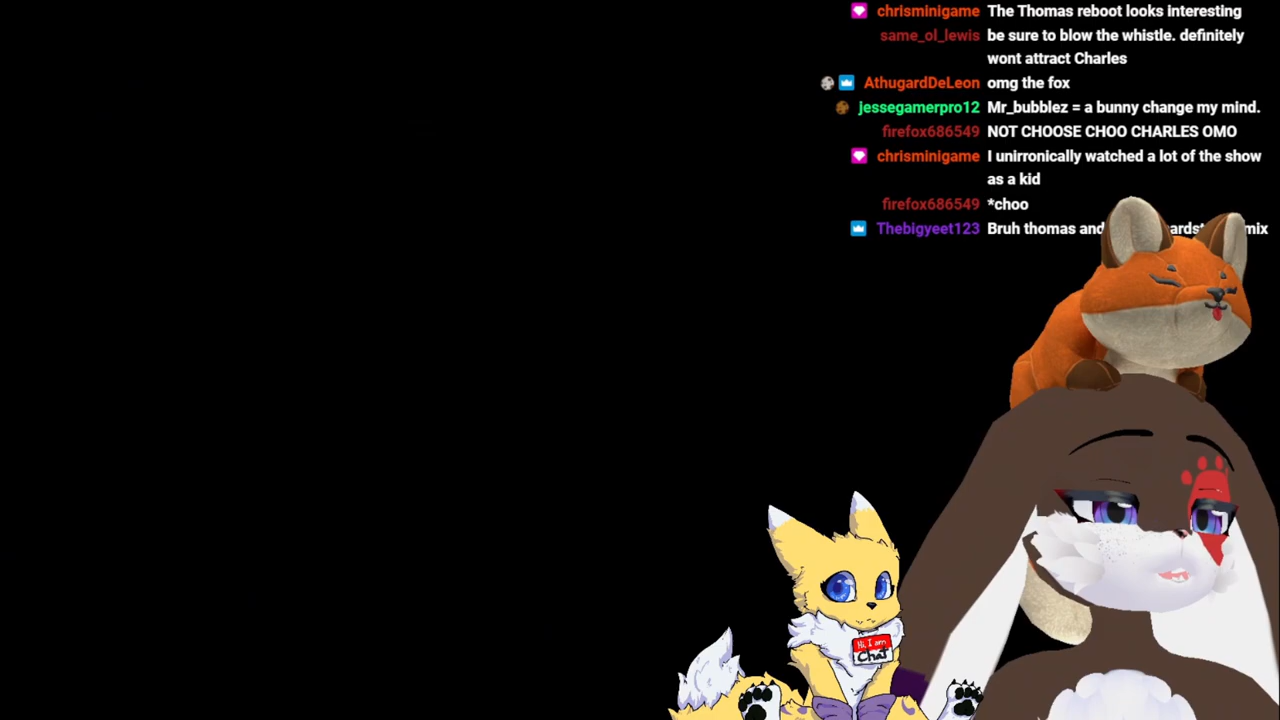 chrisminigame The Thomas reboot looks interesting
same_ol_lewis be sure to blow the whistle. definitely
wont attract Charles
AthugardDeLeon omg the fox
jessegamerpro12 Mr_bubblez = a bunny change my mind.
firefox686549 NOT CHOOSE CHOO CHARLES OMO
chrisminigame I unirronically watched a lot of the show
as a kid
firefox686549 *choo
Thebigyeet123 Bruh thomas and
Hi, I am
Chat